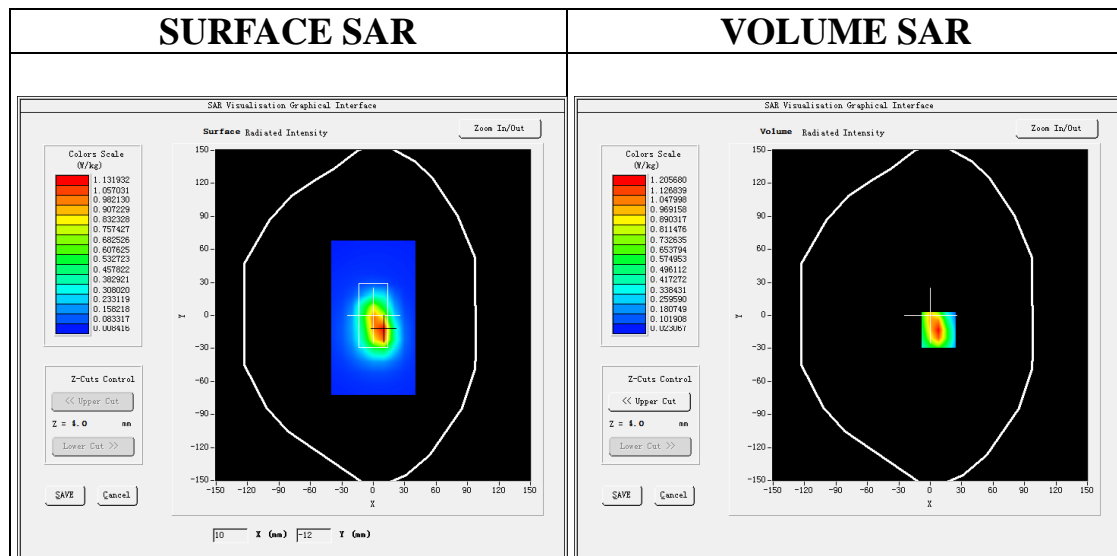 SURFACE SAR
VOLUME SAR
SAR Visualisation Graphical Interface
Surface Radiated Intensity
Zoom In/Out
Colors Scale
(W/kg)
1.131932
1.057031
0.982130
0.907229
0.832328
0.757427
0.682526
0.607625
0.532723
0.457822
0.382921
0.308020
0.233119
0.158218
0.083317
0.008416
Z-Cuts Control
<< Upper Cut
Z = 4.0 mm
Lower Cut >>
SAVE Cancel
150
120
90
60
30
0
-30
-60
-90
-120
-150
Y
-150 -120 -90 -60 -30 0 30 60 90 120 150
X
10 X (mm) -12 Y (mm)
SAR Visualisation Graphical Interface
Volume Radiated Intensity
Zoom In/Out
Colors Scale
(W/kg)
1.205680
1.126839
1.047998
0.969158
0.890317
0.811476
0.732635
0.653794
0.574953
0.496112
0.417272
0.338431
0.259590
0.180749
0.101908
0.023067
Z-Cuts Control
<< Upper Cut
Z = 4.0 mm
Lower Cut >>
SAVE Cancel
150
120
90
60
30
0
-30
-60
-90
-120
-150
Y
-150 -120 -90 -60 -30 0 30 60 90 120 150
X